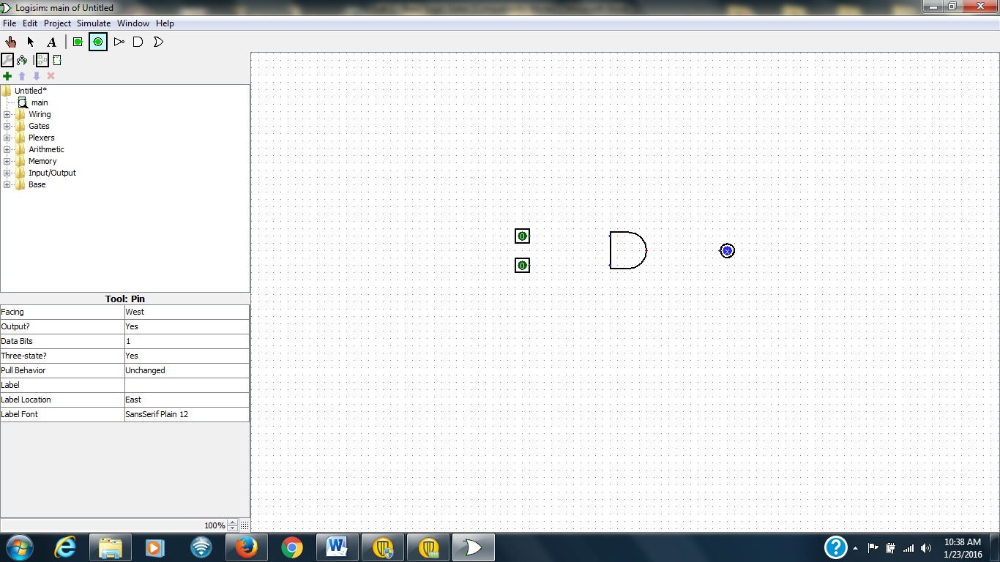 Logisim: main of Untitled
File Edit Project Simulate Window Help
A
Untitled*
main
Wiring
Gates
Plexers
Arithmetic
Memory
Input/Output
Base
0
0
x
Tool: Pin
Facing West
Output? Yes
Data Bits 1
Three-state? Yes
Pull Behavior Unchanged
Label
Label Location East
Label Font SansSerif Plain 12
100%
W
?
10:38 AM
1/23/2016